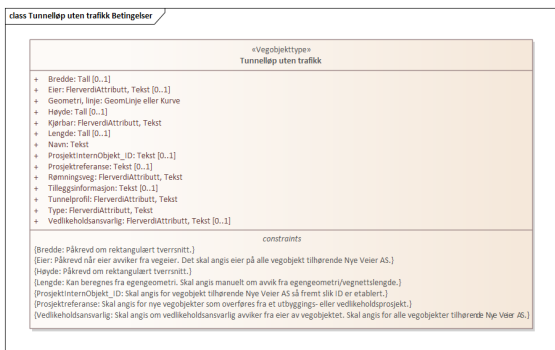 class Tunnelløp uten trafikk Betingelser
«Vegobjekttype»
Tunnelløp uten trafikk
+ Bredde: Tall [0..1]
+ Eier: FlerverdiAttributt, Tekst [0..1]
+ Geometri, linje: GeomLinje eller Kurve
+ Høyde: Tall [0..1]
+ Kjørbar: FlerverdiAttributt, Tekst
+ Lengde: Tall [0..1]
+ Navn: Tekst
+ ProsjektInternObjekt_ID: Tekst [0..1]
+ Prosjektreferanse: Tekst [0..1]
+ Rømningsveg: FlerverdiAttributt, Tekst
+ Tilleggsinformasjon: Tekst [0..1]
+ Tunnelprofil: FlerverdiAttributt, Tekst
+ Type: FlerverdiAttributt, Tekst
+ Vedlikeholdsansvarlig: FlerverdiAttributt, Tekst [0..1]
constraints
{Bredde: Påkrevd om rektangulært tverrsnitt.}
{Eier: Påkrevd når eier avviker fra vegeier. Det skal angis eier på alle vegobjekt tilhørende Nye Veier AS.}
{Høyde: Påkrevd om rektangulært tverrsnitt.}
{Lengde: Kan beregnes fra egengeometri. Skal angis manuelt om avvik fra egengeometri/vegnettslengde.}
{ProsjektInternObjekt_ID: Skal angis for vegobjekt tilhørende Nye Veier AS så fremt slik ID er etablert.}
{Prosjektreferanse: Skal angis for nye vegobjekter som overføres fra et utbyggings- eller vedlikeholdsprosjekt.}
{Vedlikeholdsansvarlig: Skal angis om vedlikeholdsansvarlig avviker fra eier av vegobjektet. Skal angis for alle vegobjekter tilhørende Nye Veier AS.}